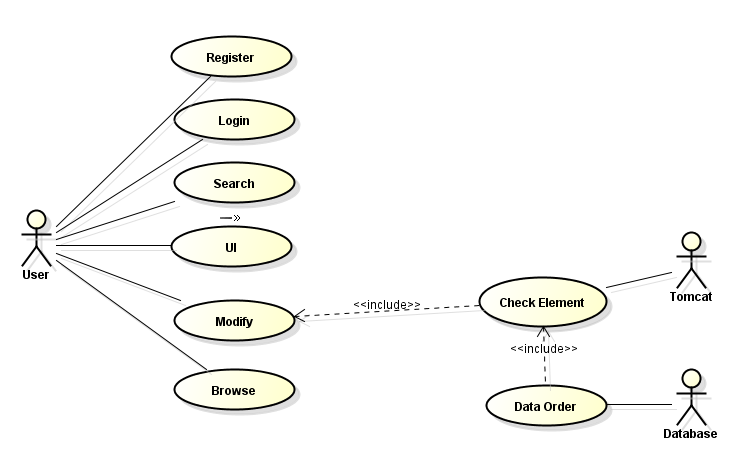 Register
Login
Search
—»
UI
User
Modify
Browse
<<include>>
Check Element
Tomcat
<<include>>
Data Order
Database